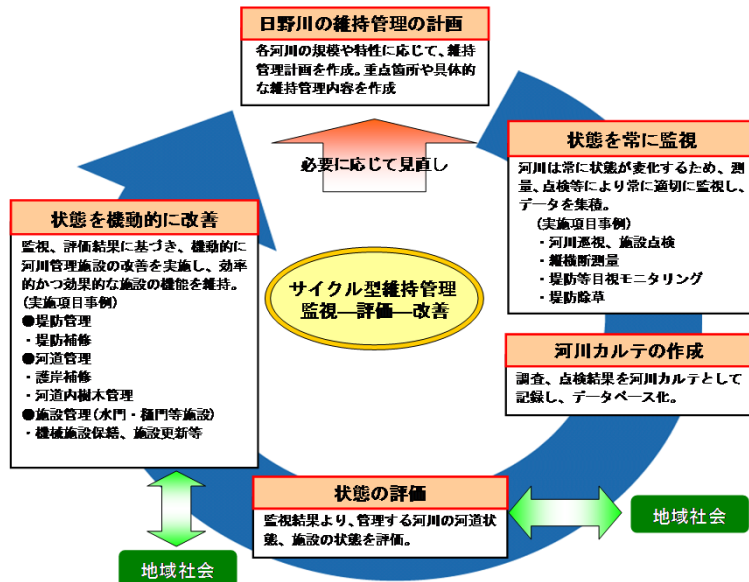 日野川の維持管理の計画
各河川の規模や特性に応じて、維持
管理計画を作成。重点箇所や具体的
な維持管理内容を作成
必要に応じて見直し
状態を常に監視
河川は常に状態が変化するため、測
量、点検等により常に適切に監視し、
データを集積。
(実施項目事例)
・河川巡視、施設点検
・縦横断測量
・堤防等目視モニタリング
・堤防除草
河川カルテの作成
調査、点検結果を河川カルテとして
記録し、データベース化。
状態の評価
監視結果より、管理する河川の河道状
態、施設の状態を評価。
地域社会
状態を機動的に改善
監視、評価結果に基づき、機動的に
河川管理施設の改善を実施し、効率
的かつ効果的な施設の機能を維持。
(実施項目事例)
●堤防管理
・堤防補修
●河道管理
・護岸補修
・河道内樹木管理
●施設管理(水門・樋門等施設)
・機械施設保繕、施設更新等
地域社会
サイクル型維持管理
監視―評価―改善